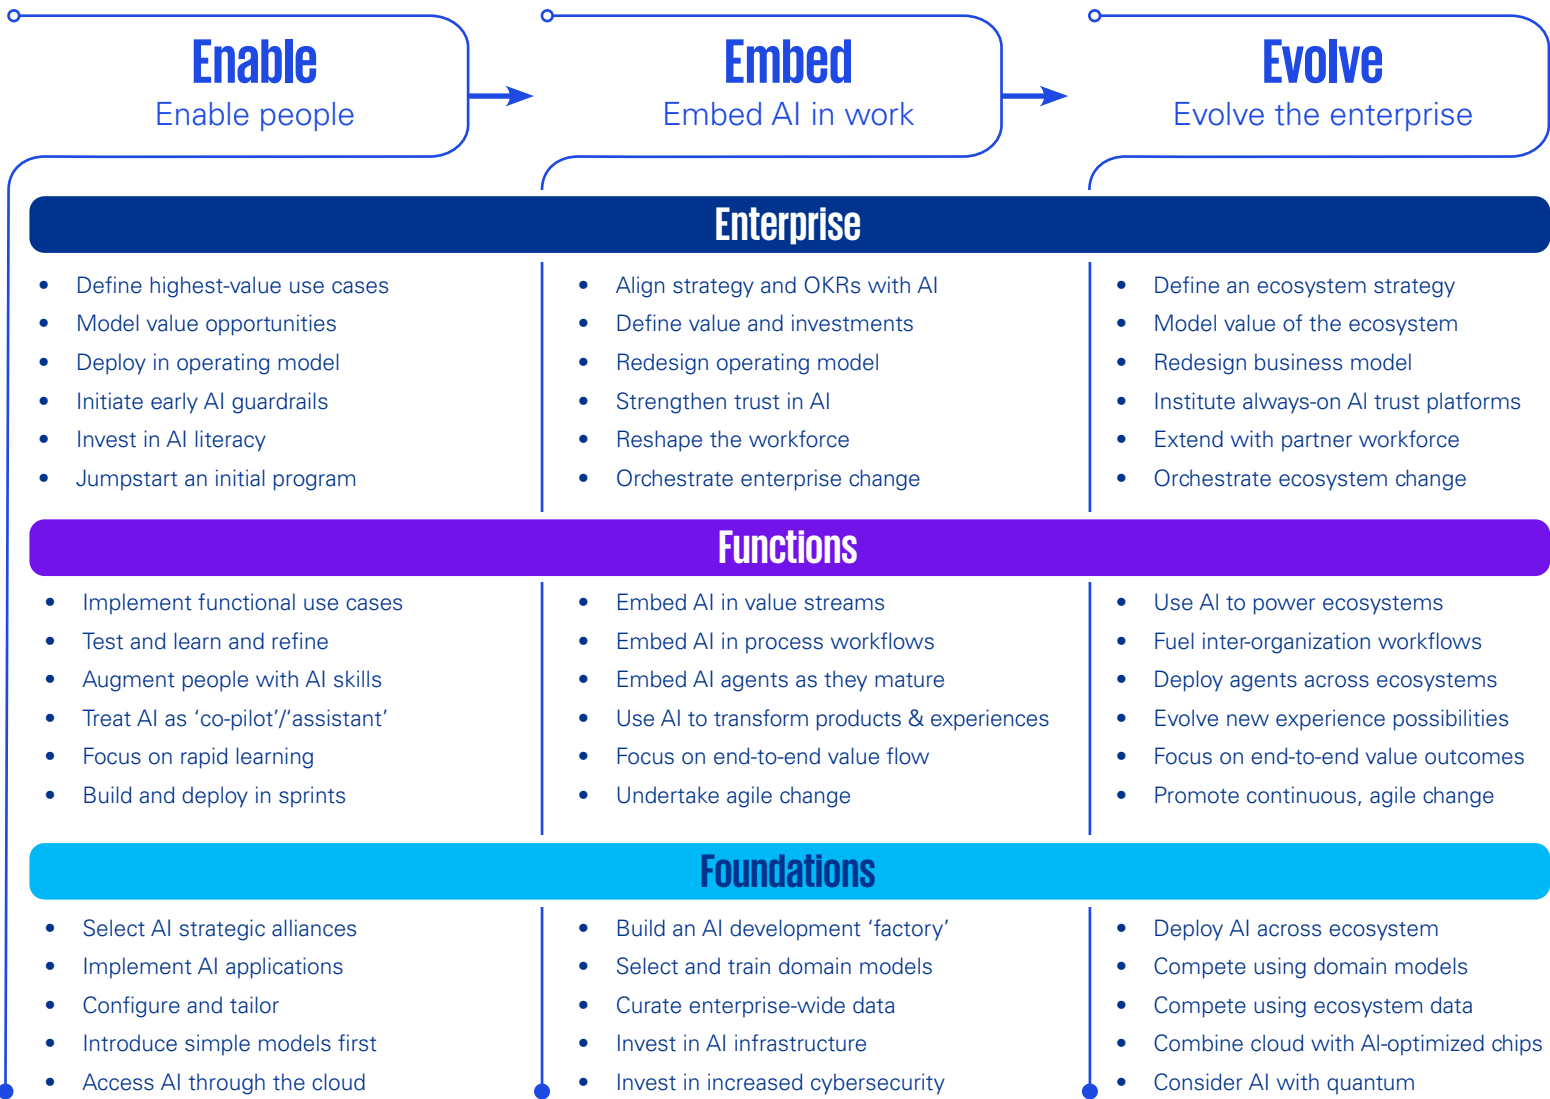 Enable
Enable people
Embed
Embed AI in work
Evolve
Evolve the enterprise
Enterprise
• Define highest-value use cases
• Model value opportunities
• Deploy in operating model
• Initiate early AI guardrails
• Invest in AI literacy
• Jumpstart an initial program
• Align strategy and OKRs with AI
• Define value and investments
• Redesign operating model
• Strengthen trust in AI
• Reshape the workforce
• Orchestrate enterprise change
• Define an ecosystem strategy
• Model value of the ecosystem
• Redesign business model
• Institute always-on AI trust platforms
• Extend with partner workforce
• Orchestrate ecosystem change
Functions
• Implement functional use cases
• Test and learn and refine
• Augment people with AI skills
• Treat AI as ‘co-pilot’/‘assistant’
• Focus on rapid learning
• Build and deploy in sprints
• Embed AI in value streams
• Embed AI in process workflows
• Embed AI agents as they mature
• Use AI to transform products & experiences
• Focus on end-to-end value flow
• Undertake agile change
• Use AI to power ecosystems
• Fuel inter-organization workflows
• Deploy agents across ecosystems
• Evolve new experience possibilities
• Focus on end-to-end value outcomes
• Promote continuous, agile change
Foundations
• Select AI strategic alliances
• Implement AI applications
• Configure and tailor
• Introduce simple models first
• Access AI through the cloud
• Build an AI development ‘factory’
• Select and train domain models
• Curate enterprise-wide data
• Invest in AI infrastructure
• Invest in increased cybersecurity
• Deploy AI across ecosystem
• Compete using domain models
• Compete using ecosystem data
• Combine cloud with AI-optimized chips
• Consider AI with quantum